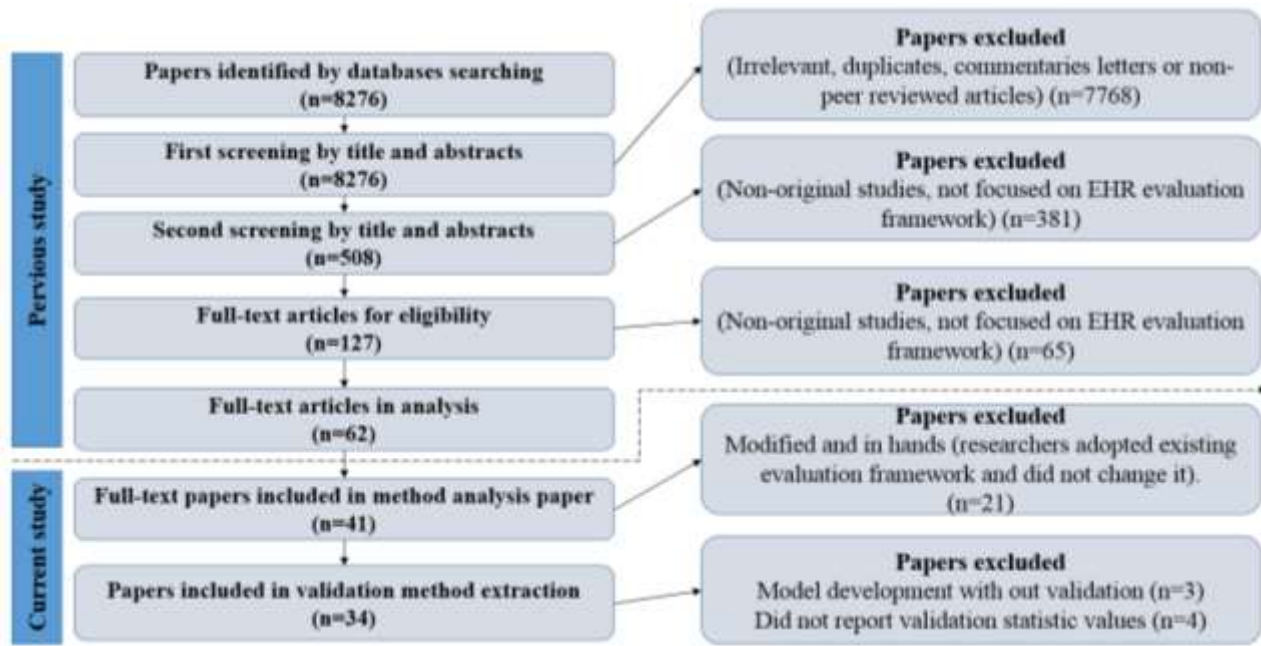 Pervious study
Papers identified by databases searching
(n=8276)
First screening by title and abstracts
(n=8276)
Second screening by title and abstracts
(n=508)
Full-text articles for eligibility
(n=127)
Full-text articles in analysis
(n=62)
Papers excluded
(Irrelevant, duplicates, commentaries letters or non-
peer reviewed articles) (n=7768)
Papers excluded
(Non-original studies, not focused on EHR evaluation
framework) (n=381)
Papers excluded
(Non-original studies, not focused on EHR evaluation
framework) (n=65)
Current study
Full-text papers included in method analysis paper
(n=41)
Papers included in validation method extraction
(n=34)
Papers excluded
Modified and in hands (researchers adopted existing
evaluation framework and did not change it).
(n=21)
Papers excluded
Model development with out validation (n=3)
Did not report validation statistic values (n=4)